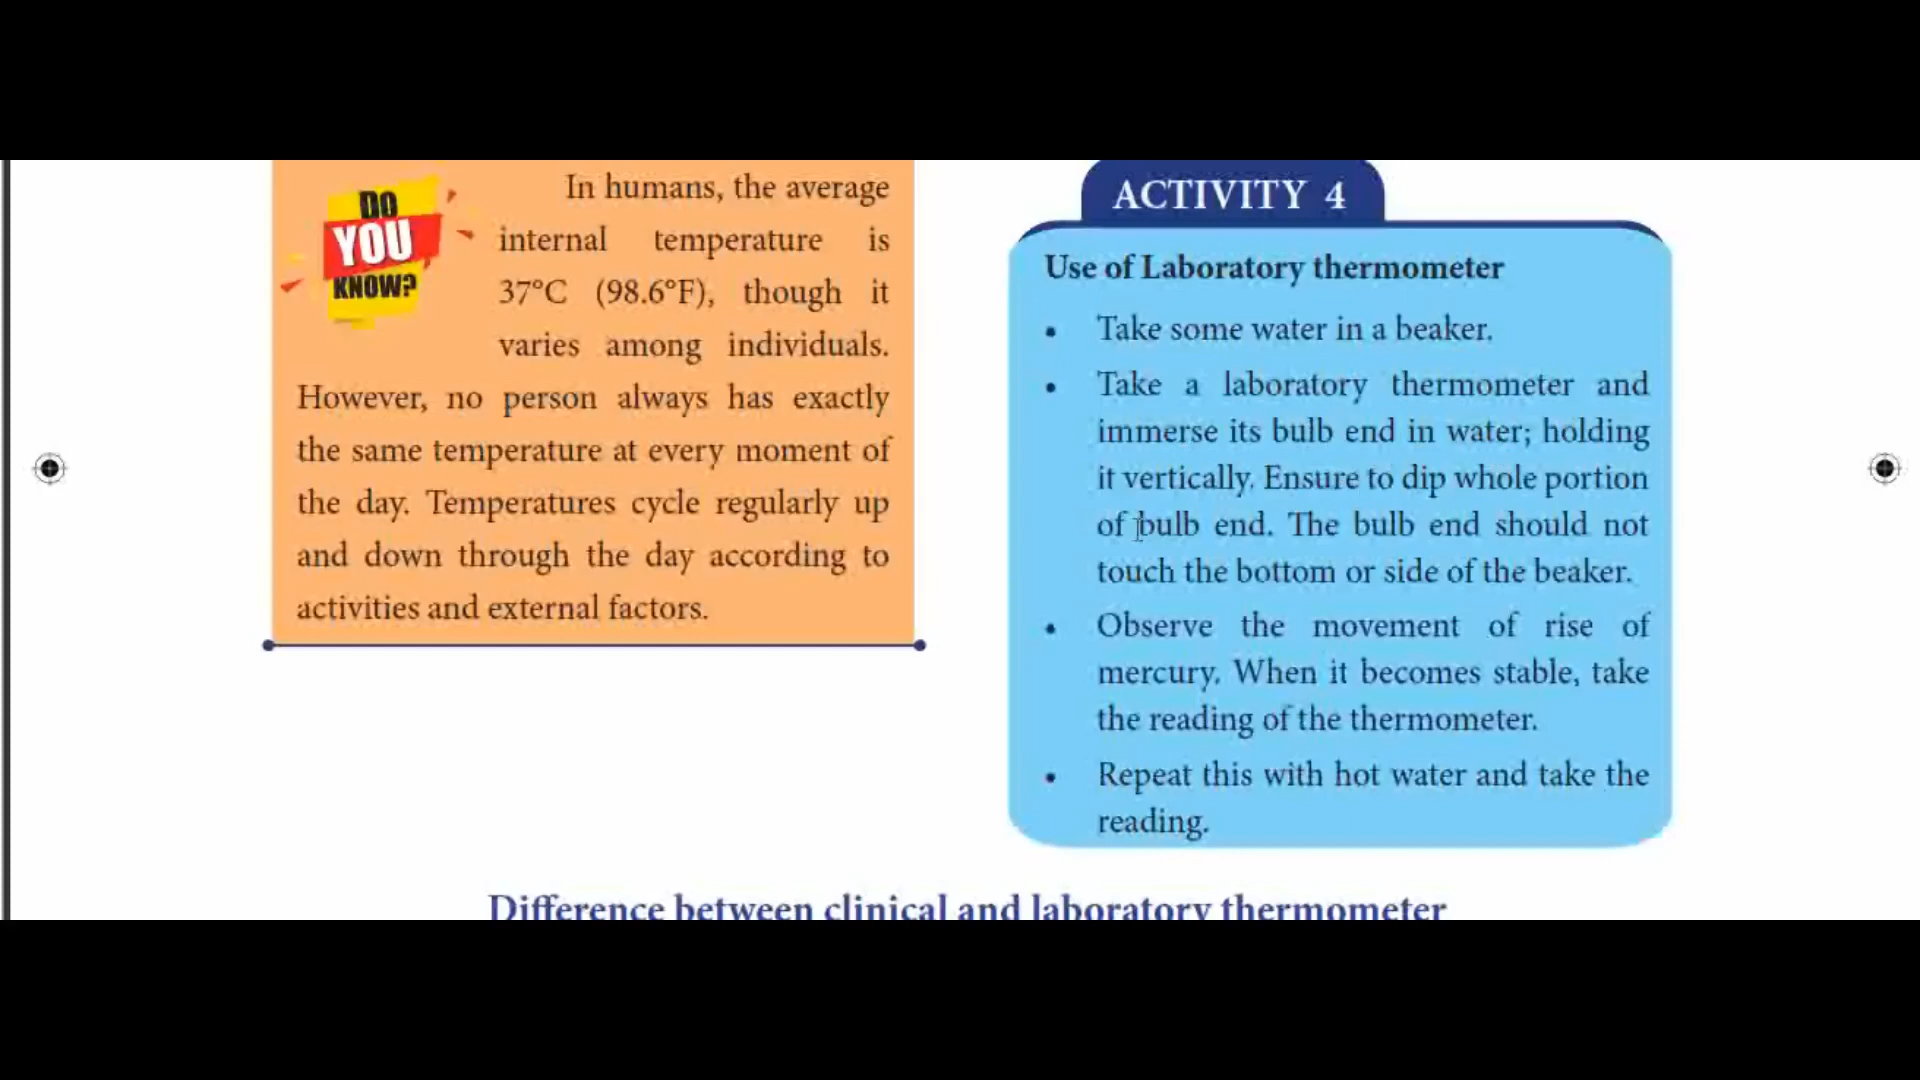 DO
YOU
KNOW?
In humans, the average
internal temperature is
37°C (98.6°F), though it
varies among individuals.
However, no person always has exactly
the same temperature at every moment of
the day. Temperatures cycle regularly up
and down through the day according to
activities and external factors.
ACTIVITY 4
Use of Laboratory thermometer
• Take some water in a beaker.
• Take a laboratory thermometer and
immerse its bulb end in water; holding
it vertically. Ensure to dip whole portion
of bulb end. The bulb end should not
touch the bottom or side of the beaker.
• Observe the movement of rise of
mercury. When it becomes stable, take
the reading of the thermometer.
• Repeat this with hot water and take the
reading.
Difference between clinical and laboratory thermometer